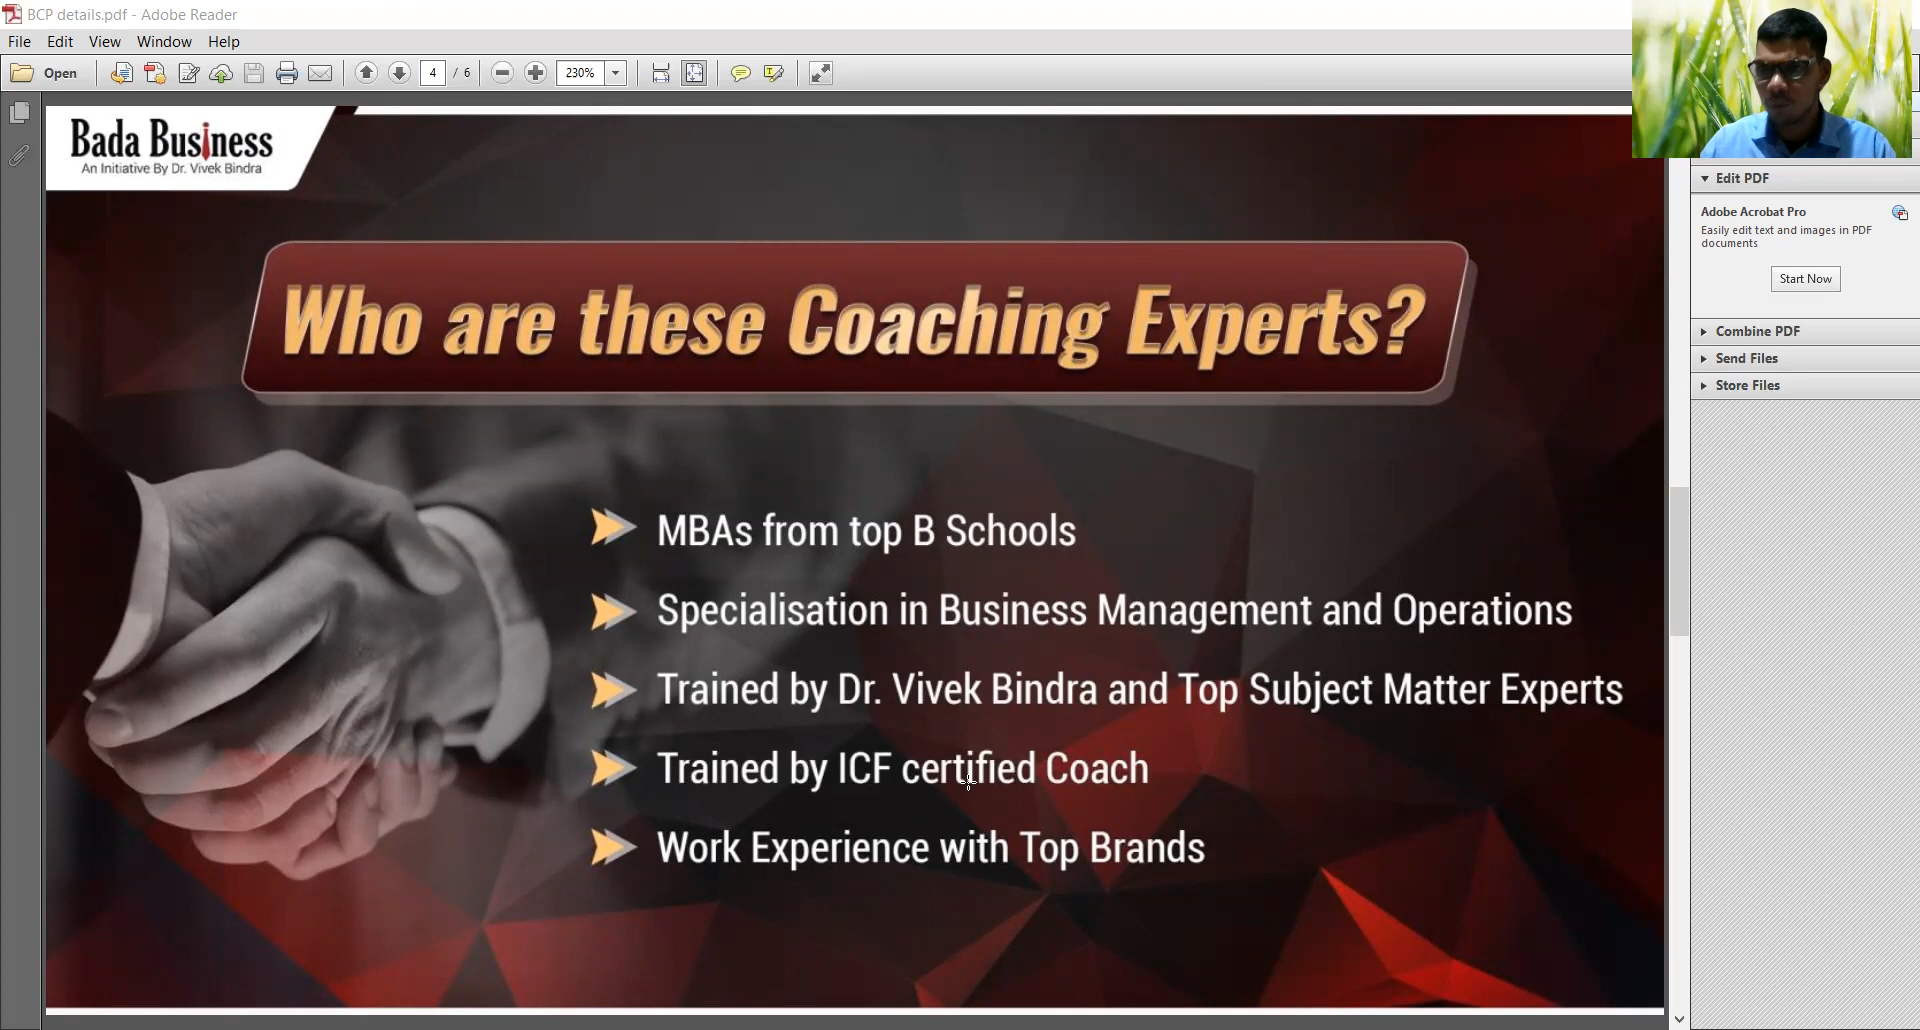 BCP details.pdf - Adobe Reader
File Edit View Window Help
Open 4 / 6 230%
Bada Business
An Initiative By Dr. Vivek Bindra
Who are these Coaching Experts?
MBAs from top B Schools
Specialisation in Business Management and Operations
Trained by Dr. Vivek Bindra and Top Subject Matter Experts
Trained by ICF certified Coach
Work Experience with Top Brands
Edit PDF
Adobe Acrobat Pro
Easily edit text and images in PDF
documents
Start Now
Combine PDF
Send Files
Store Files